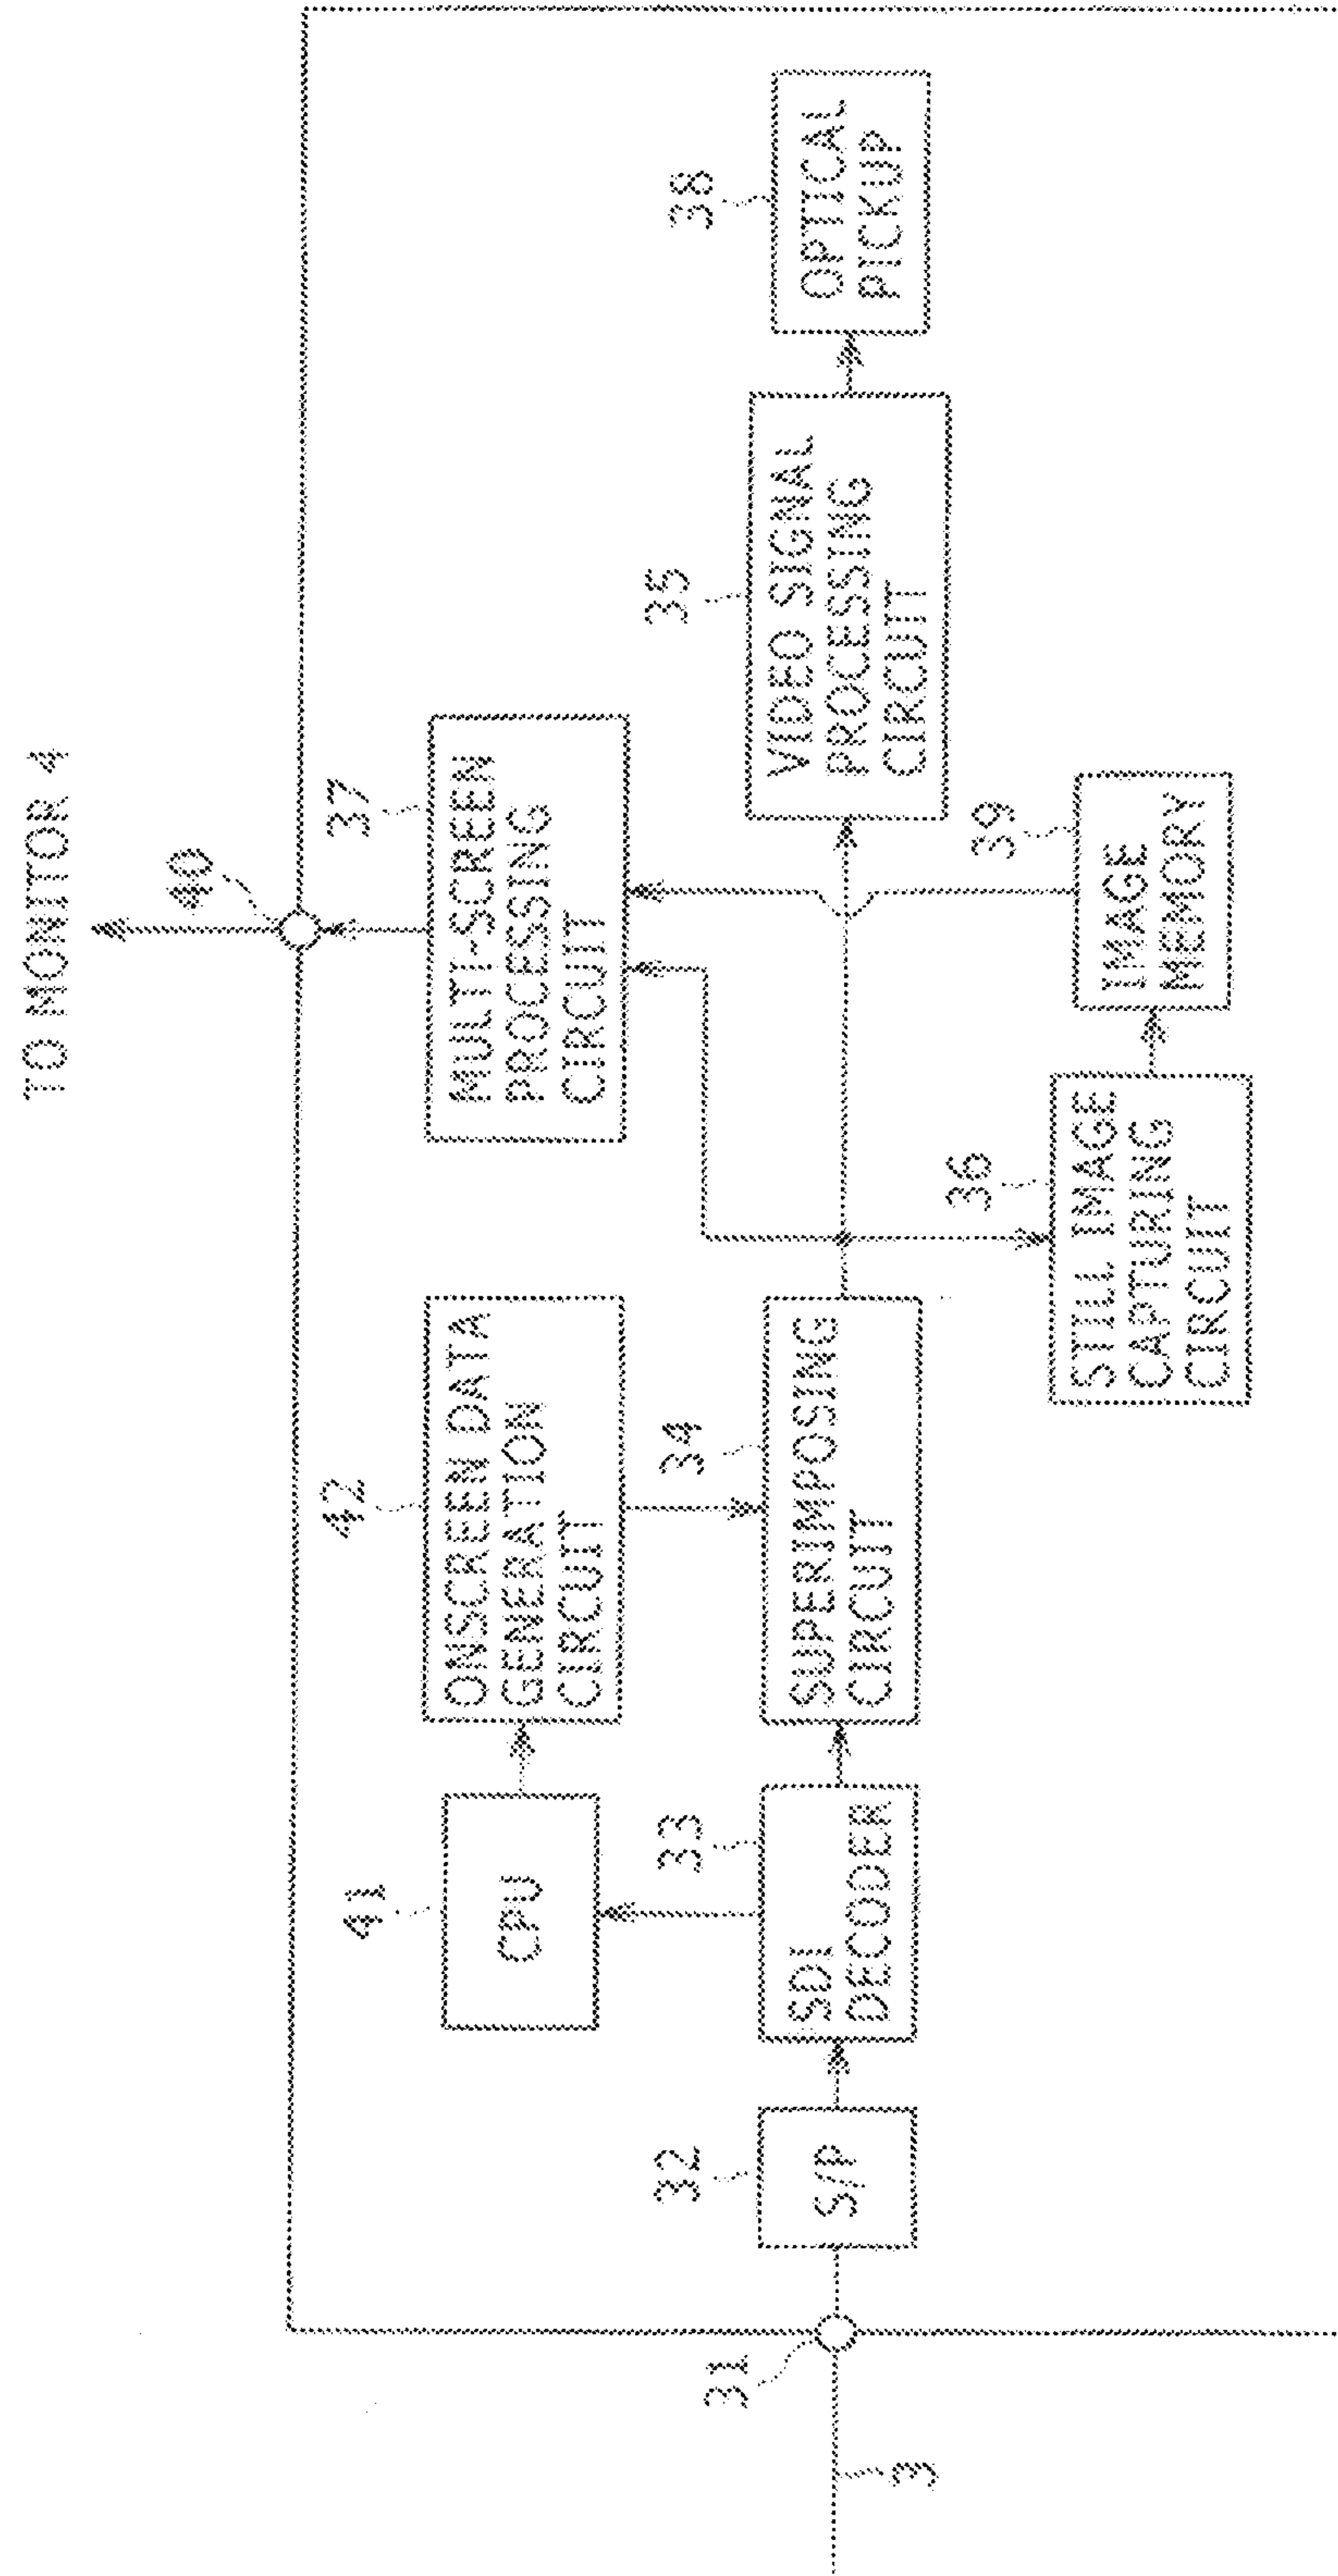 TO MONITOR 4
40
42
ONSCREEN DATA
GENERATION
CIRCUIT
37
MULTI-SCREEN
PROCESSING
CIRCUIT
41
CPU
31
3
32
S/P
33
SDI
DECODER
34
SUPERIMPOSING
CIRCUIT
35
VIDEO SIGNAL
PROCESSING
CIRCUIT
38
OPTICAL
PICKUP
36
STILL IMAGE
CAPTURING
CIRCUIT
39
IMAGE
MEMORY